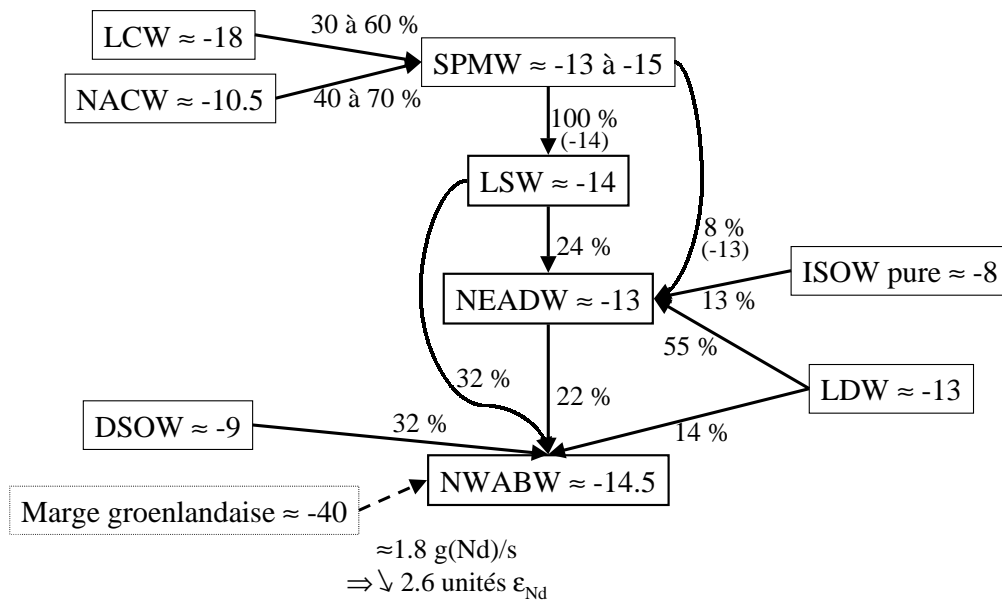 LCW ≈ -18
30 à 60 %
SPMW ≈ -13 à -15
NACW ≈ -10.5
40 à 70 %
100 %
(-14)
LSW ≈ -14
8 %
(-13)
24 %
ISOW pure ≈ -8
NEADW ≈ -13
13 %
55 %
32 %
22 %
LDW ≈ -13
DSOW ≈ -9
32 %
14 %
NWABW ≈ -14.5
Marge groenlandaise ≈ -40
≈1.8 g(Nd)/s
⇒↘ 2.6 unités εNd